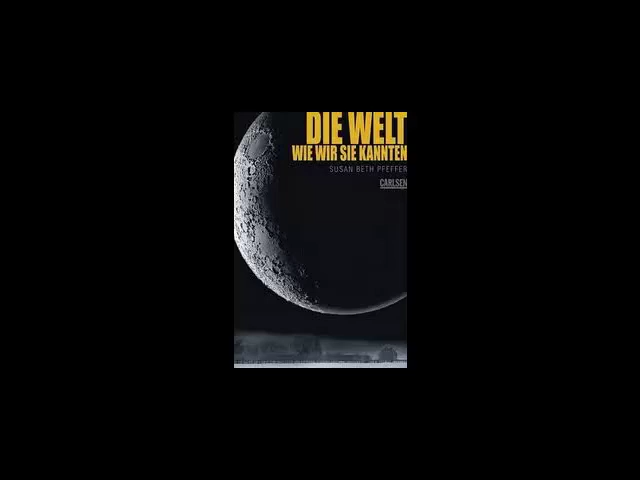 DIE WELT
WIE WIR SIE KANNTEN
SUSAN BETH PFEFFER
CARLSEN